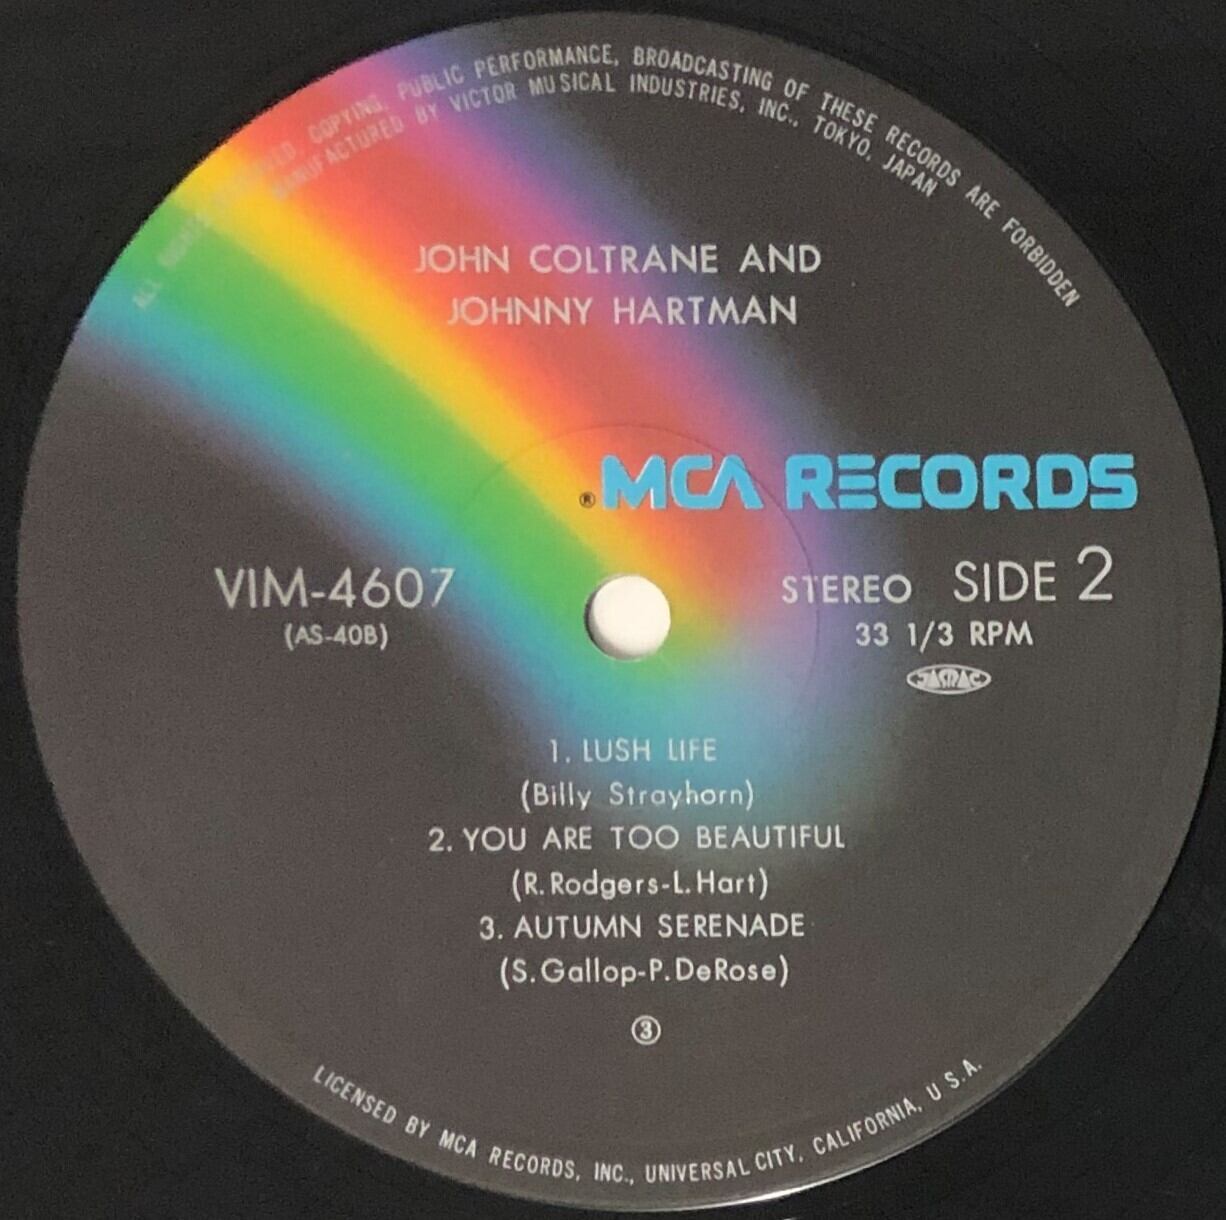 ALL RIGHTS RESERVED. COPYING, PUBLIC PERFORMANCE, BROADCASTING OF THESE RECORDS ARE FORBIDDEN
MANUFACTURED BY VICTOR MUSICAL INDUSTRIES, INC., TOKYO, JAPAN
JOHN COLTRANE AND
JOHNNY HARTMAN
® MCA RECORDS
VIM-4607
(AS-40B)
STEREO SIDE 2
33 1/3 RPM
JASRAC
1. LUSH LIFE
(Billy Strayhorn)
2. YOU ARE TOO BEAUTIFUL
(R. Rodgers-L. Hart)
3. AUTUMN SERENADE
(S. Gallop-P. DeRose)
③
LICENSED BY MCA RECORDS, INC., UNIVERSAL CITY, CALIFORNIA, U.S.A.